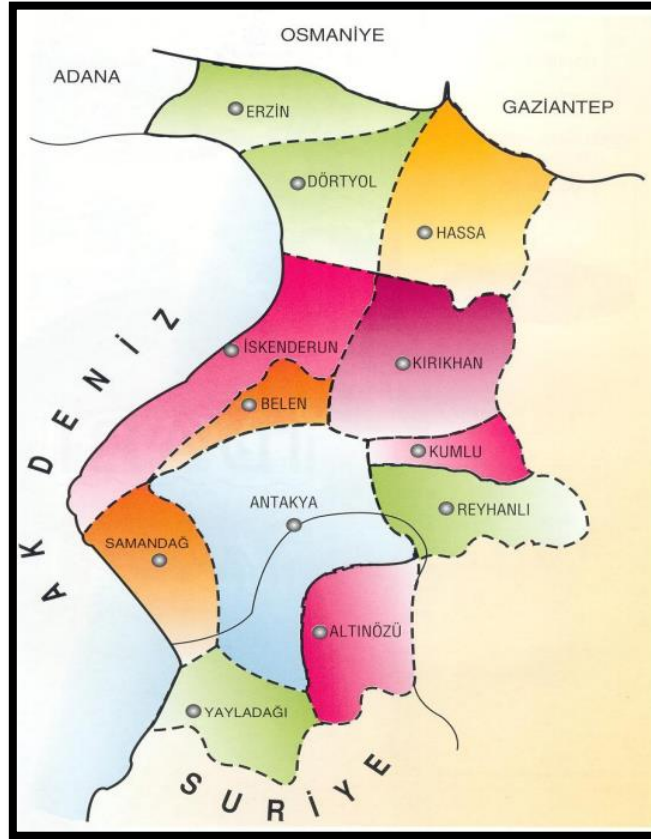 OSMANİYE
ADANA
GAZİANTEP
ERZİN
DÖRTYOL
HASSA
AKDENİZ
İSKENDERUN
KIRIKHAN
BELEN
KUMLU
ANTAKYA
REYHANLI
SAMANDAĞ
ALTINÖZÜ
YAYLADAĞI
SURİYE